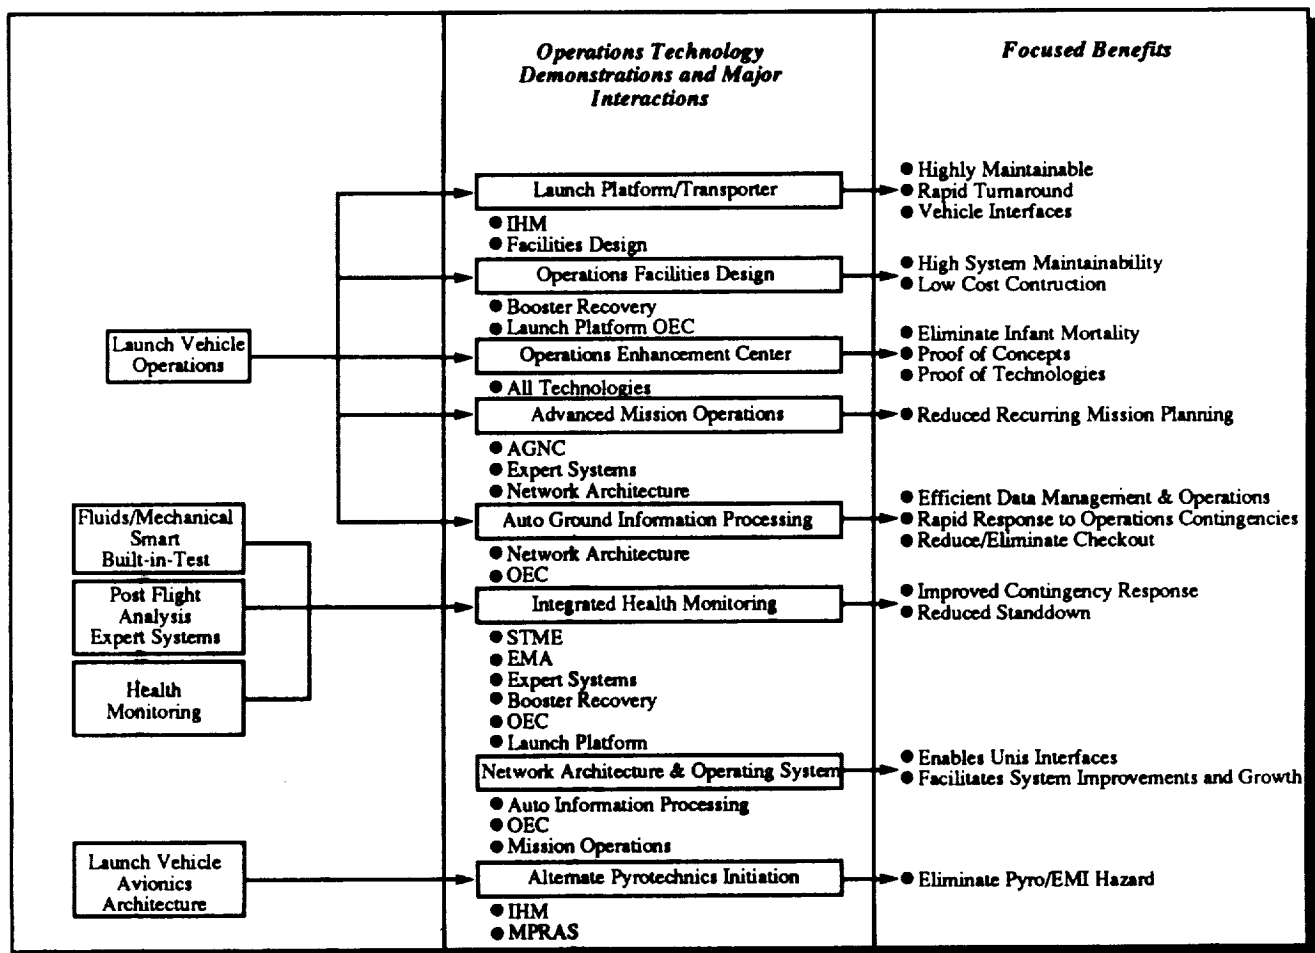 Operations Technology
Demonstrations and Major
Interactions
Focused Benefits
Launch Vehicle
Operations
Fluids/Mechanical
Smart
Built-in-Test
Post Flight
Analysis
Expert Systems
Health
Monitoring
Launch Vehicle
Avionics
Architecture
Launch Platform/Transporter
● IHM
● Facilities Design
Operations Facilities Design
● Booster Recovery
● Launch Platform OEC
Operations Enhancement Center
● All Technologies
Advanced Mission Operations
● AGNC
● Expert Systems
● Network Architecture
Auto Ground Information Processing
● Network Architecture
● OEC
Integrated Health Monitoring
● STME
● EMA
● Expert Systems
● Booster Recovery
● OEC
● Launch Platform
Network Architecture & Operating System
● Auto Information Processing
● OEC
● Mission Operations
Alternate Pyrotechnics Initiation
● IHM
● MPRAS
● Highly Maintainable
● Rapid Turnaround
● Vehicle Interfaces
● High System Maintainability
● Low Cost Contruction
● Eliminate Infant Mortality
● Proof of Concepts
● Proof of Technologies
● Reduced Recurring Mission Planning
● Efficient Data Management & Operations
● Rapid Response to Operations Contingencies
● Reduce/Eliminate Checkout
● Improved Contingency Response
● Reduced Standdown
● Enables Unis Interfaces
● Facilitates System Improvements and Growth
● Eliminate Pyro/EMI Hazard